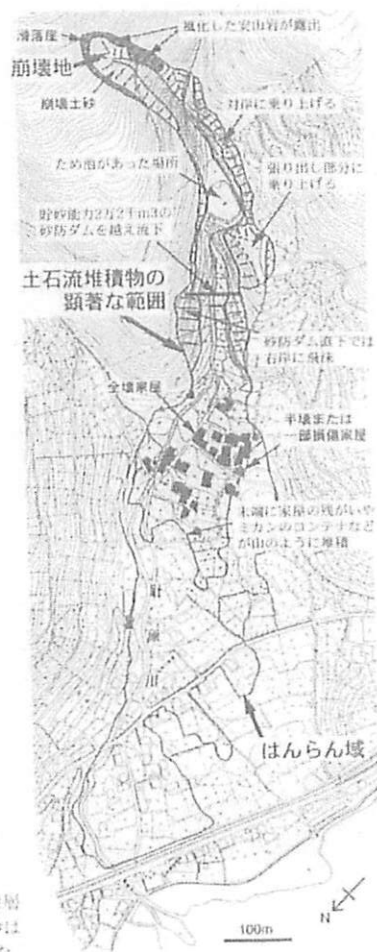 滑落崖
風化した安山岩が露出
崩壊地
崩壊土砂
対岸に乗り上げる
ため池があった場所
張り出し部分に
乗り上げる
貯砂能力2万2千m3の
砂防ダムを越え流下
土石流堆積物の
顕著な範囲
砂防ダム直下では
右岸に飛沫
全壊家屋
半壊または
一部損傷家屋
末端に家屋の残がいや
ミカンのコンテナなど
が山のように堆積
針原川
はんらん域
層
は
N
100m